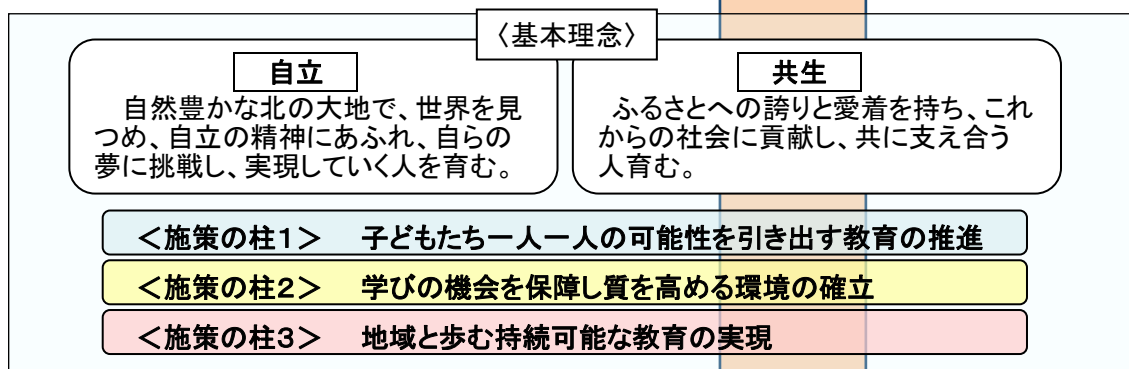 〈基本理念〉
自立
自然豊かな北の大地で、世界を見
つめ、自立の精神にあふれ、自らの
夢に挑戦し、実現していく人を育む。
共生
ふるさとへの誇りと愛着を持ち、これ
からの社会に貢献し、共に支え合う
人育む。
＜施策の柱１＞　子どもたち一人一人の可能性を引き出す教育の推進
＜施策の柱２＞　学びの機会を保障し質を高める環境の確立
＜施策の柱３＞　地域と歩む持続可能な教育の実現